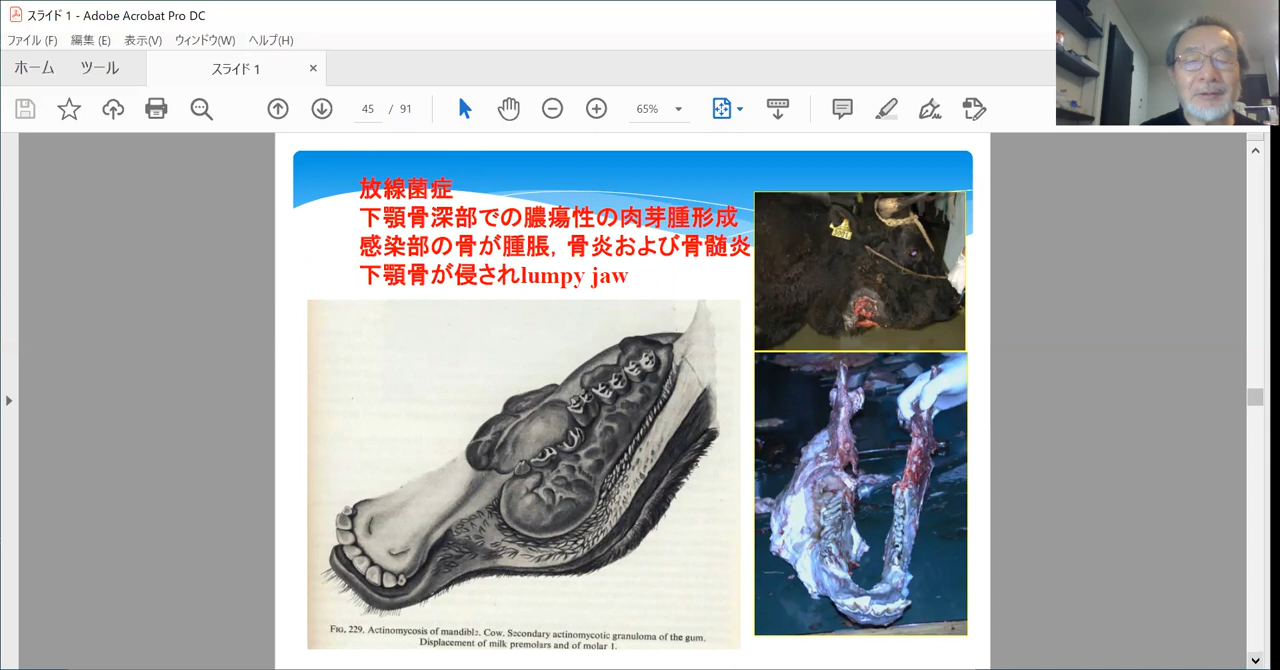 スライド 1 - Adobe Acrobat Pro DC
ファイル (F) 編集 (E) 表示(V) ウィンドウ(W) ヘルプ(H)
ホーム ツール スライド 1 ×
45 / 91 65%
放線菌症
下顎骨深部での膿瘍性の肉芽腫形成
感染部の骨が腫脹，骨炎および骨髄炎
下顎骨が侵されlumpy jaw
FIG. 229. Actinomycosis of mandible. Cow. Secondary actinomycotic granuloma of the gum.
Displacement of milk premolars and of molar 1.